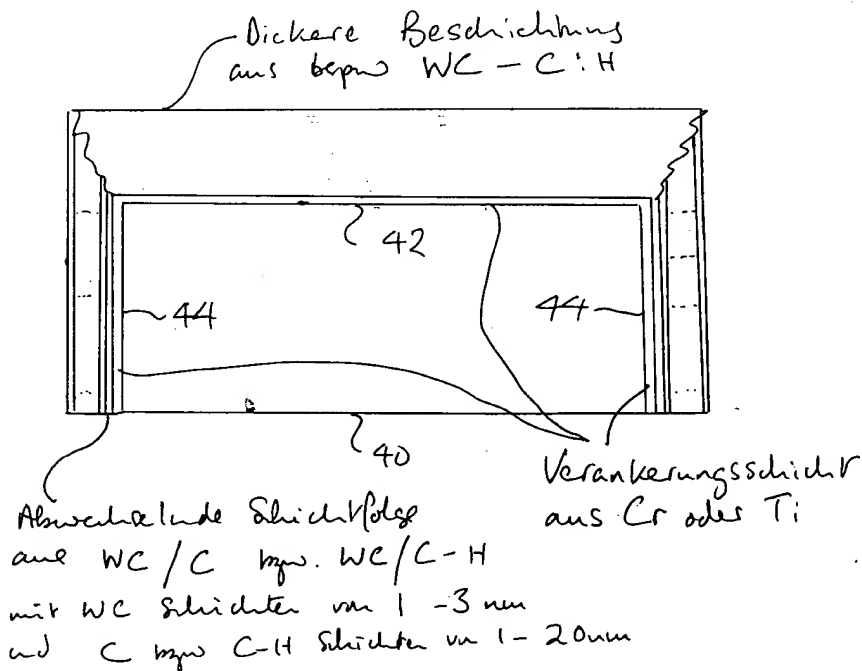 Dickere Beschichtung
aus bspw WC – C:H
42
44
44
40
Verankerungsschicht
aus Cr oder Ti
Abwechselnde Schichtfolge
aus WC/C bzw. WC/C-H
mit WC Schichten von 1 - 3 nm
und C bzw C-H Schichten von 1 - 20 nm